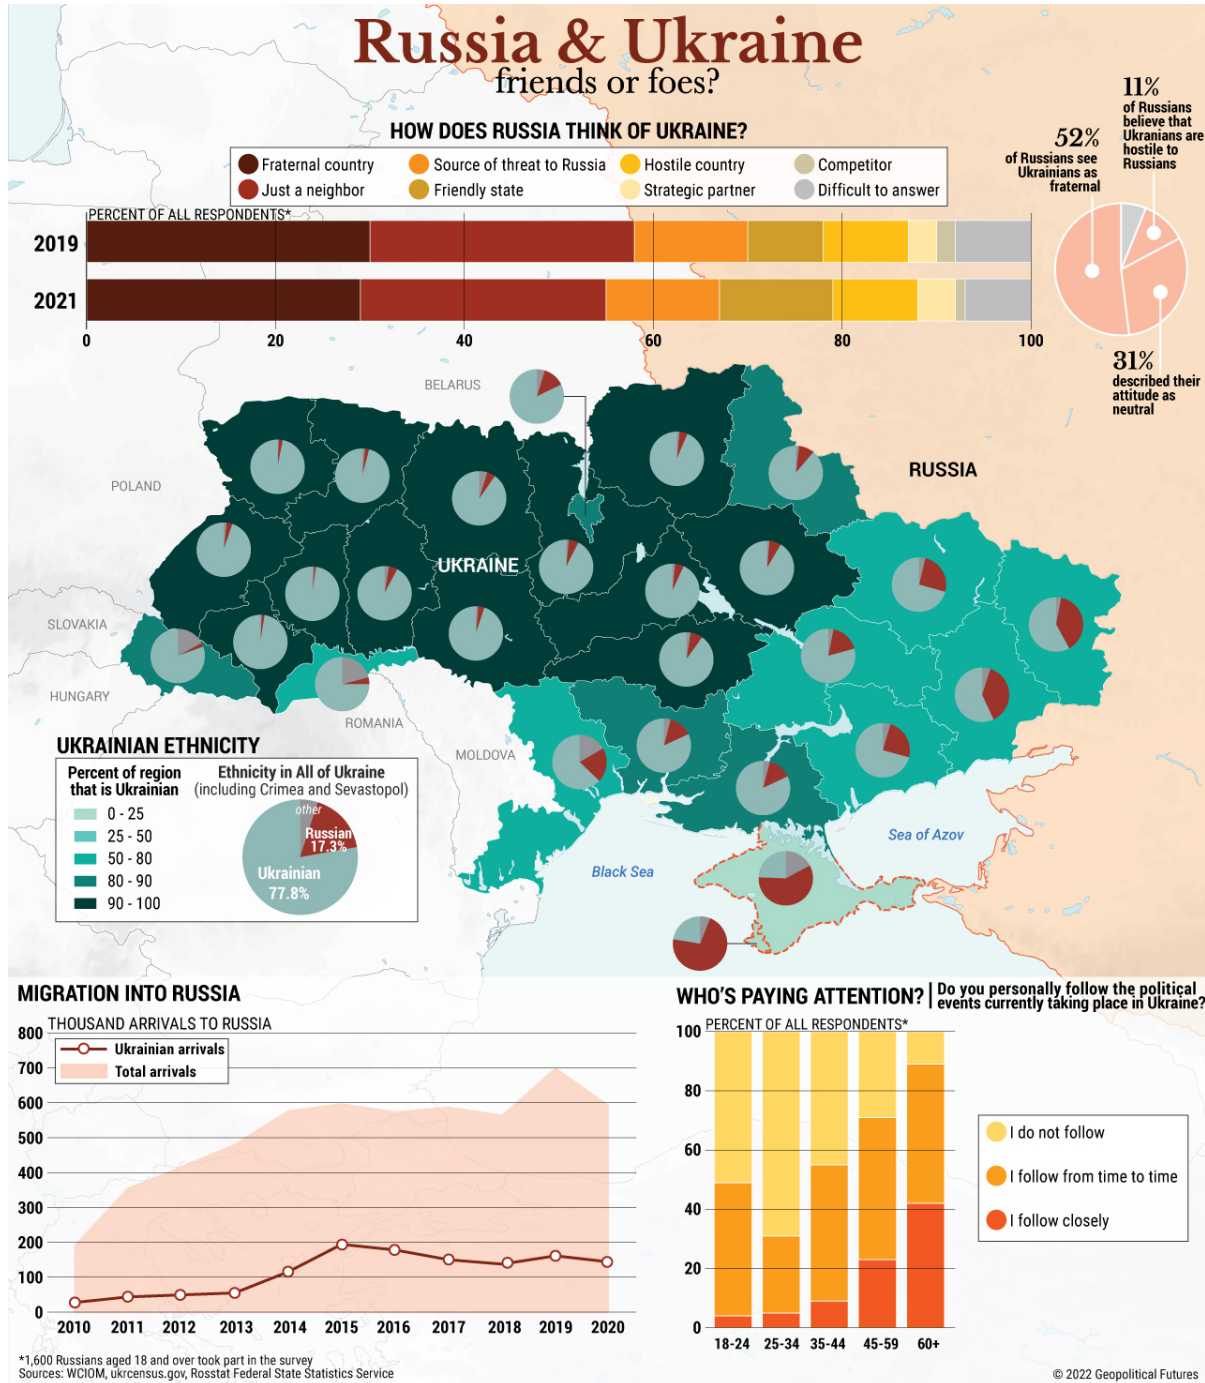 Russia & Ukraine
friends or foes?
HOW DOES RUSSIA THINK OF UKRAINE?
Fraternal country
Source of threat to Russia
Hostile country
Competitor
Just a neighbor
Friendly state
Strategic partner
Difficult to answer
PERCENT OF ALL RESPONDENTS*
2019
2021
0 20 40 60 80 100
11%
of Russians
believe that
Ukranians are
hostile to
Russians
52%
of Russians see
Ukrainians as
fraternal
31%
described their
attitude as
neutral
BELARUS
POLAND
RUSSIA
UKRAINE
SLOVAKIA
HUNGARY
ROMANIA
MOLDOVA
Sea of Azov
Black Sea
UKRAINIAN ETHNICITY
Percent of region
that is Ukrainian
0 - 25
25 - 50
50 - 80
80 - 90
90 - 100
Ethnicity in All of Ukraine
(including Crimea and Sevastopol)
other
Russian
17.3%
Ukrainian
77.8%
MIGRATION INTO RUSSIA
THOUSAND ARRIVALS TO RUSSIA
Ukrainian arrivals
Total arrivals
800
700
600
500
400
300
200
100
0
2010 2011 2012 2013 2014 2015 2016 2017 2018 2019 2020
WHO'S PAYING ATTENTION?
Do you personally follow the political
events currently taking place in Ukraine?
PERCENT OF ALL RESPONDENTS*
100
80
60
40
20
0
18-24 25-34 35-44 45-59 60+
I do not follow
I follow from time to time
I follow closely
*1,600 Russians aged 18 and over took part in the survey
Sources: WCIOM, ukrcensus.gov, Rosstat Federal State Statistics Service
© 2022 Geopolitical Futures